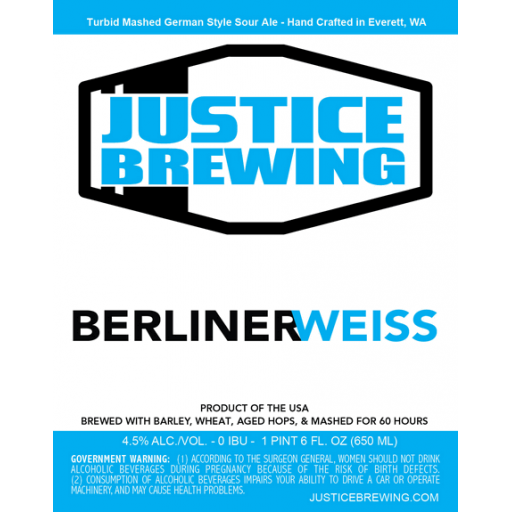 Turbid Mashed German Style Sour Ale - Hand Crafted in Everett, WA
JUSTICE
BREWING
BERLINERWEISS
PRODUCT OF THE USA
BREWED WITH BARLEY, WHEAT, AGED HOPS, & MASHED FOR 60 HOURS
4.5% ALC./VOL. - 0 IBU - 1 PINT 6 FL. OZ (650 ML)
GOVERNMENT WARNING: (1) ACCORDING TO THE SURGEON GENERAL, WOMEN SHOULD NOT DRINK
ALCOHOLIC BEVERAGES DURING PREGNANCY BECAUSE OF THE RISK OF BIRTH DEFECTS.
(2) CONSUMPTION OF ALCOHOLIC BEVERAGES IMPAIRS YOUR ABILITY TO DRIVE A CAR OR OPERATE
MACHINERY, AND MAY CAUSE HEALTH PROBLEMS.
JUSTICEBREWING.COM